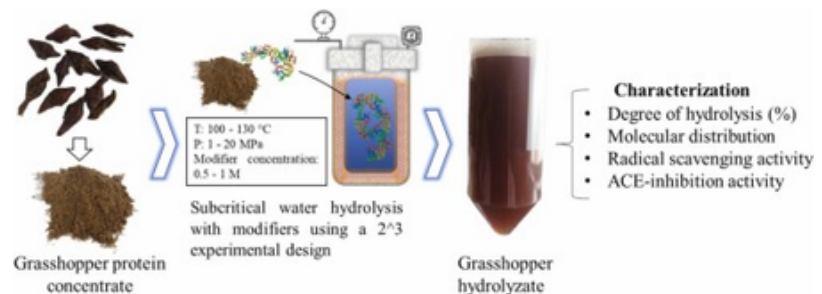 Grasshopper protein
concentrate
T: 100 - 130 °C
P: 1 - 20 MPa
Modifier concentration:
0.5 - 1 M
Subcritical water hydrolysis
with modifiers using a 2^3
experimental design
Grasshopper
hydrolyzate
Characterization
• Degree of hydrolysis (%)
• Molecular distribution
• Radical scavenging activity
• ACE-inhibition activity